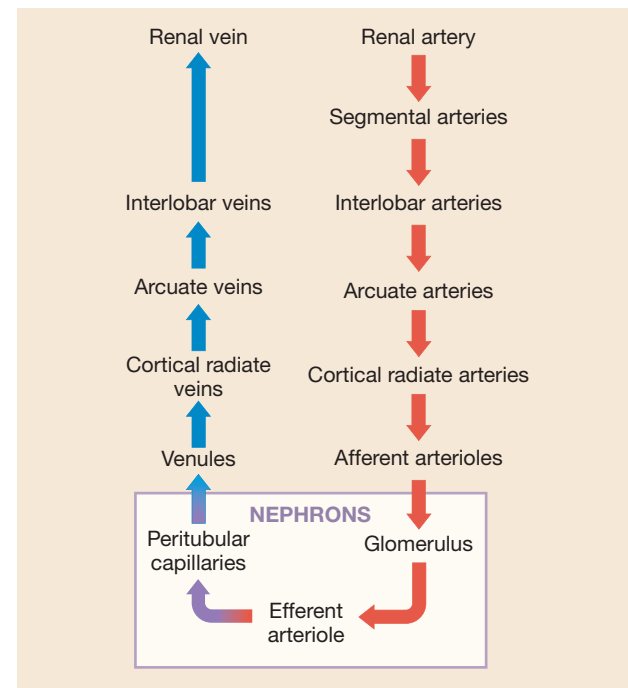 Renal vein
Renal artery
Segmental arteries
Interlobar veins
Interlobar arteries
Arcuate veins
Arcuate arteries
Cortical radiate
veins
Cortical radiate arteries
Venules
Afferent arterioles
NEPHRONS
Peritubular
capillaries
Glomerulus
Efferent
arteriole